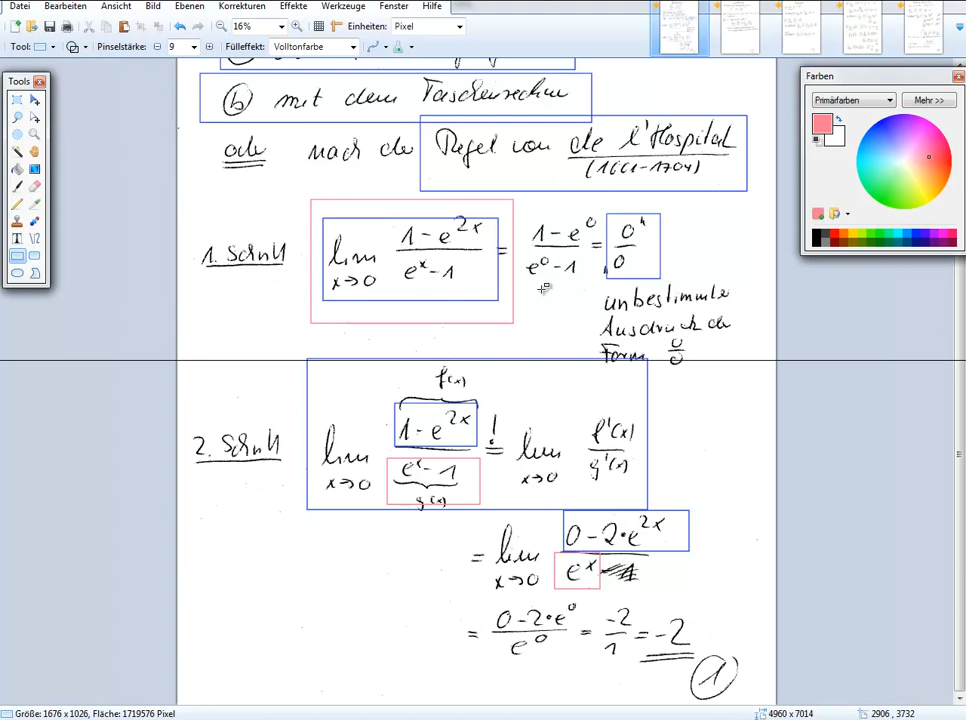 Datei Bearbeiten Bild Ebenen Korrekturen Effekte Werkzeuge Fenster Hilfe
16% Einheiten: Pixel
Tool: Pinselstärke: 9 Fülleffekt: Volltonfarbe
Tools
Farben
Primärfarben Mehr >>
(b) mit dem Taschenrechner
oder nach der Regel von de l'Hospital
(1661-1704)
1. Schritt lim x→0 (1-e^2x)/(e^x-1) = (1-e^0)/(e^0-1) = "0/0
unbestimmte
Ausdruck der
Form 0/0
f(x)
2. Schritt lim x→0 (1-e^2x)/(e^x-1) =! lim x→0 f'(x)/g'(x)
g(x)
= lim x→0 (0-2·e^2x)/(e^x)
= (0-2·e^0)/(e^0) = -2/1 = -2
(1)
Größe: 1676 x 1026, Fläche: 1719576 Pixel 4960 x 7014 2906 , 3732